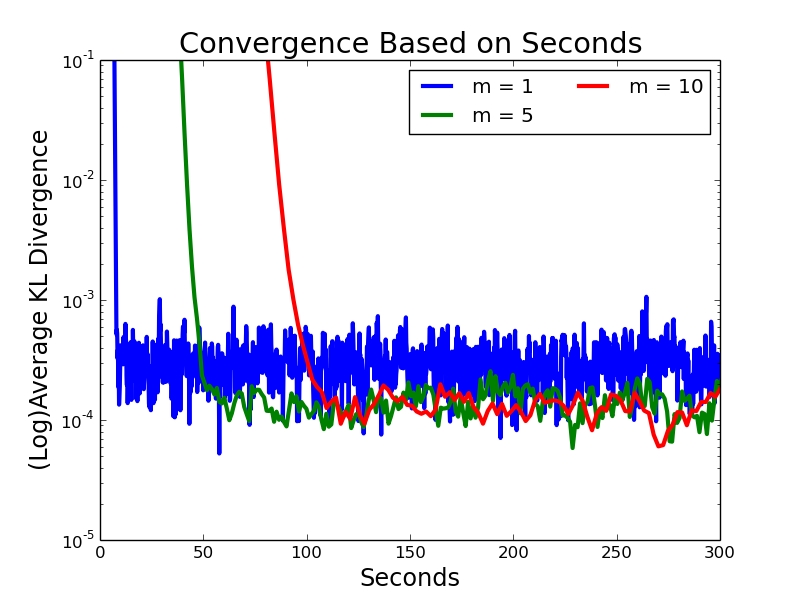 Convergence Based on Seconds
m = 1
m = 10
m = 5
(Log)Average KL Divergence
10^-1
10^-2
10^-3
10^-4
10^-5
0 50 100 150 200 250 300
Seconds